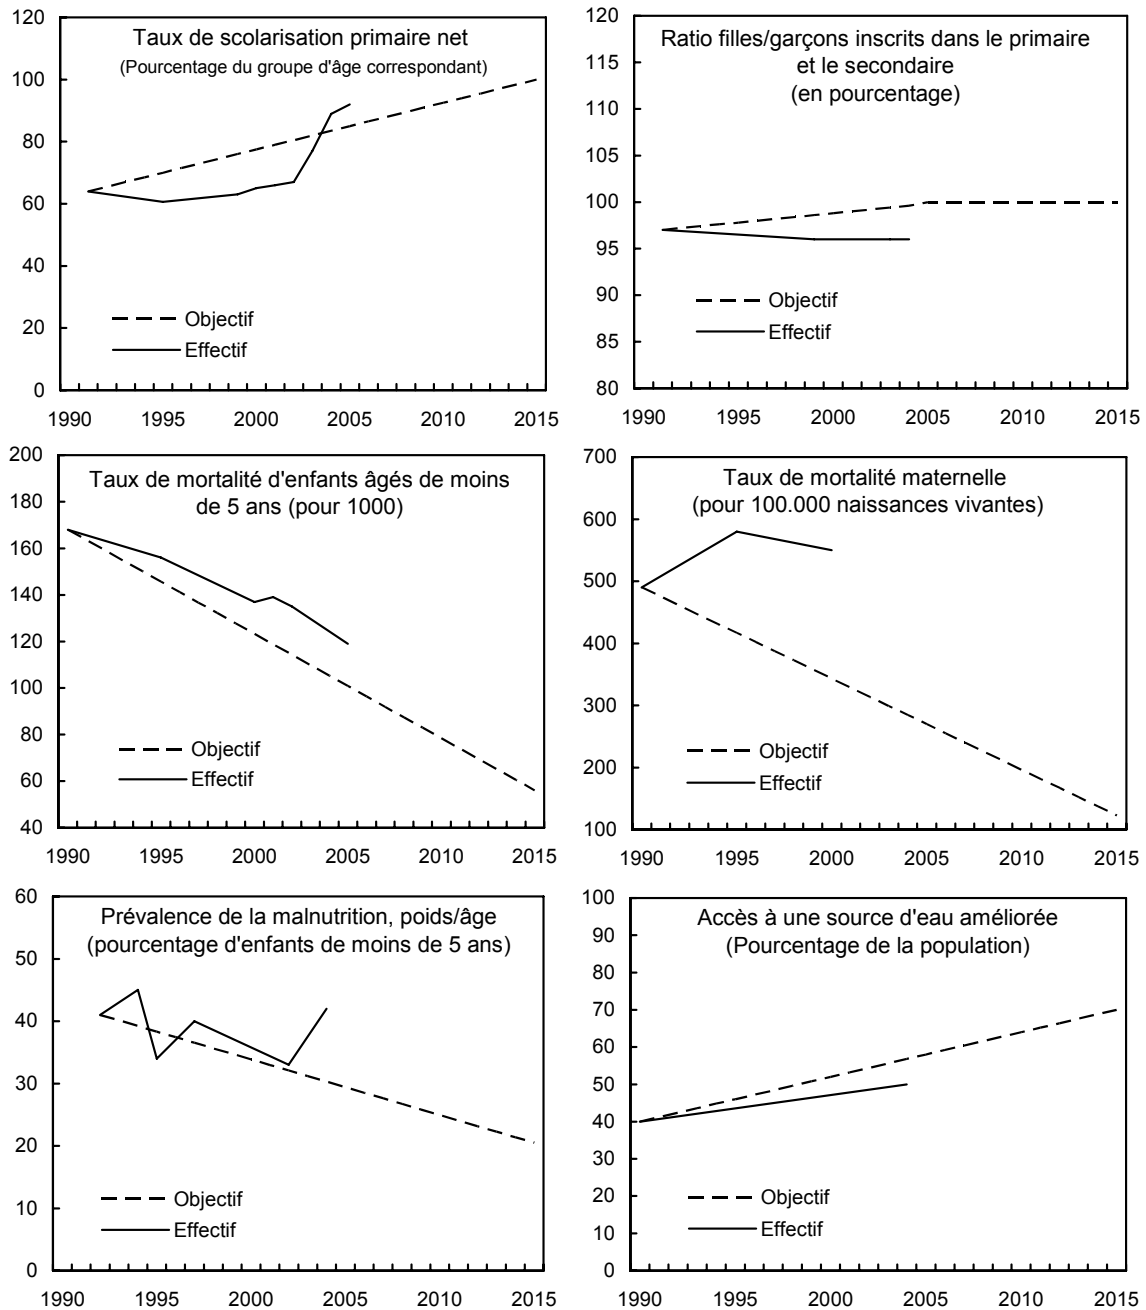 120
100
80
60
40
20
0
Taux de scolarisation primaire net
(Pourcentage du groupe d'âge correspondant)
Objectif
Effectif
1990 1995 2000 2005 2010 2015
120
115
110
105
100
95
90
85
80
Ratio filles/garçons inscrits dans le primaire
et le secondaire
(en pourcentage)
Objectif
Effectif
1990 1995 2000 2005 2010 2015
200
180
160
140
120
100
80
60
40
Taux de mortalité d'enfants âgés de moins
de 5 ans (pour 1000)
Objectif
Effectif
1990 1995 2000 2005 2010 2015
700
600
500
400
300
200
100
Taux de mortalité maternelle
(pour 100.000 naissances vivantes)
Objectif
Effectif
1990 1995 2000 2005 2010 2015
60
50
40
30
20
10
0
Prévalence de la malnutrition, poids/âge
(pourcentage d'enfants de moins de 5 ans)
Objectif
Effectif
1990 1995 2000 2005 2010 2015
100
90
80
70
60
50
40
30
20
10
0
Accès à une source d'eau améliorée
(Pourcentage de la population)
Objectif
Effectif
1990 1995 2000 2005 2010 2015